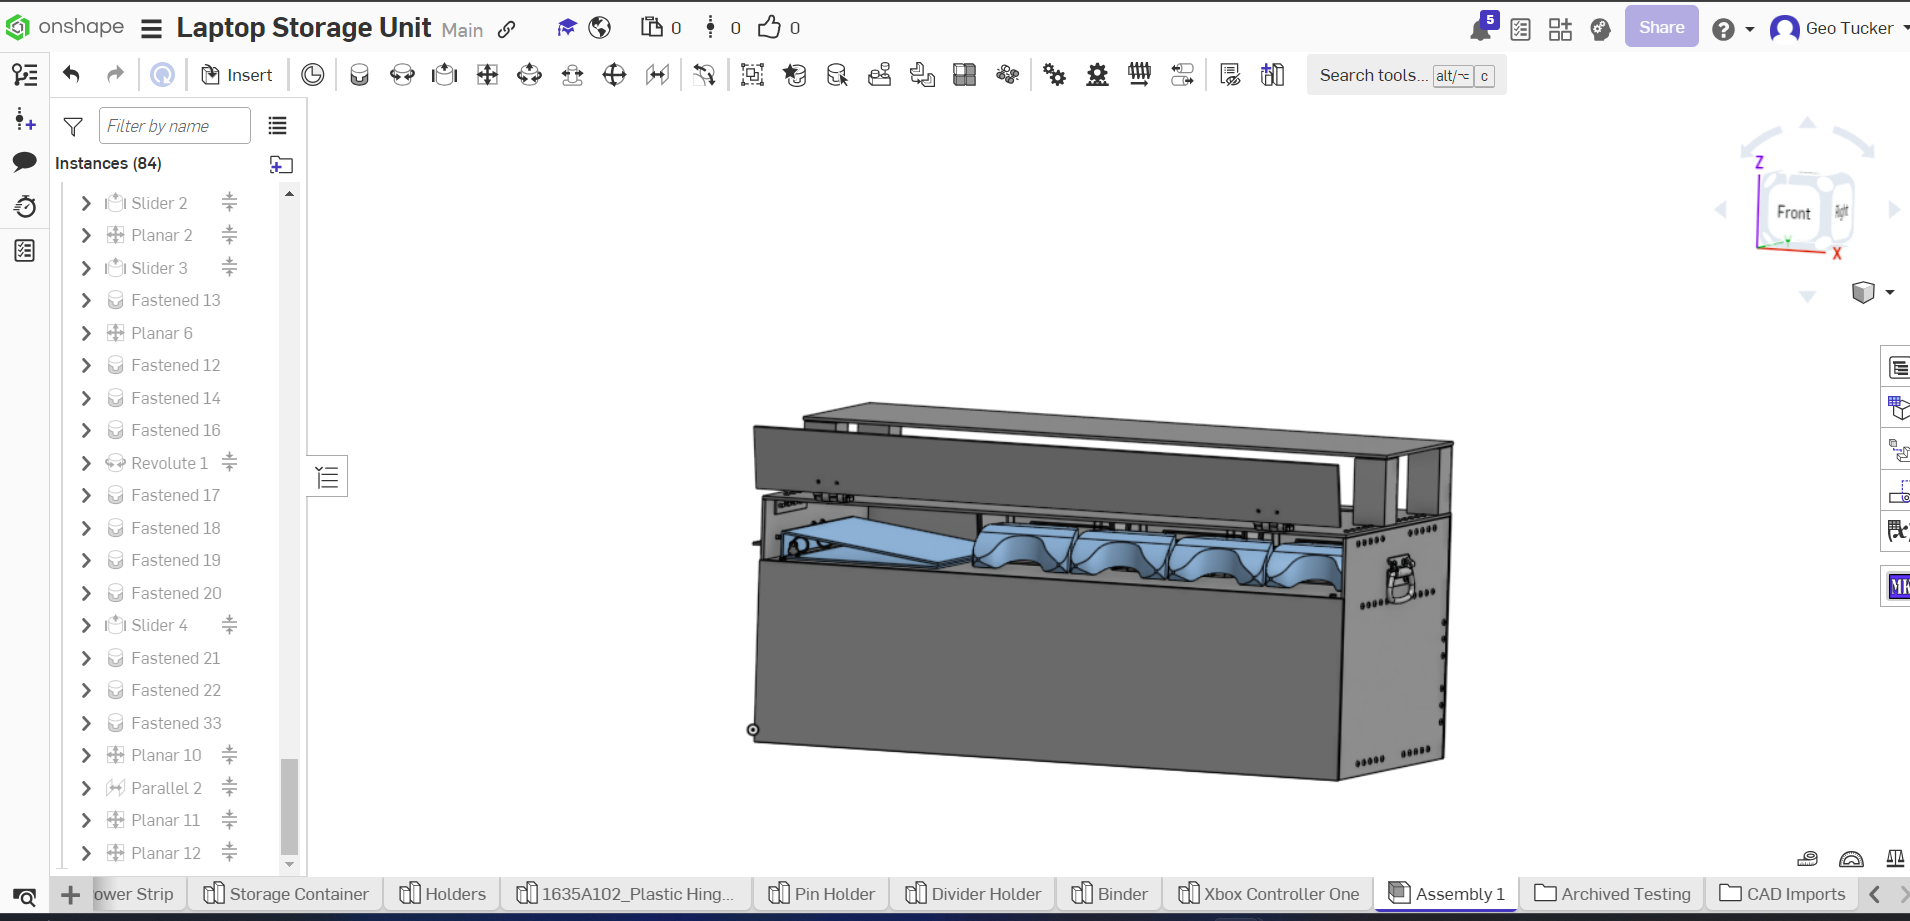 onshape Laptop Storage Unit Main 0 0 0 5 Share Geo Tucker
Insert Search tools... alt/⌥ c
Filter by name
Instances (84)
Slider 2
Planar 2
Slider 3
Fastened 13
Planar 6
Fastened 12
Fastened 14
Fastened 16
Revolute 1
Fastened 17
Fastened 18
Fastened 19
Fastened 20
Slider 4
Fastened 21
Fastened 22
Fastened 33
Planar 10
Parallel 2
Planar 11
Planar 12
Z
Front Right
Y
X
(x)
MK
ower Strip Storage Container Holders 1635A102_Plastic Hing... Pin Holder Divider Holder Binder Xbox Controller One Assembly 1 Archived Testing CAD Imports